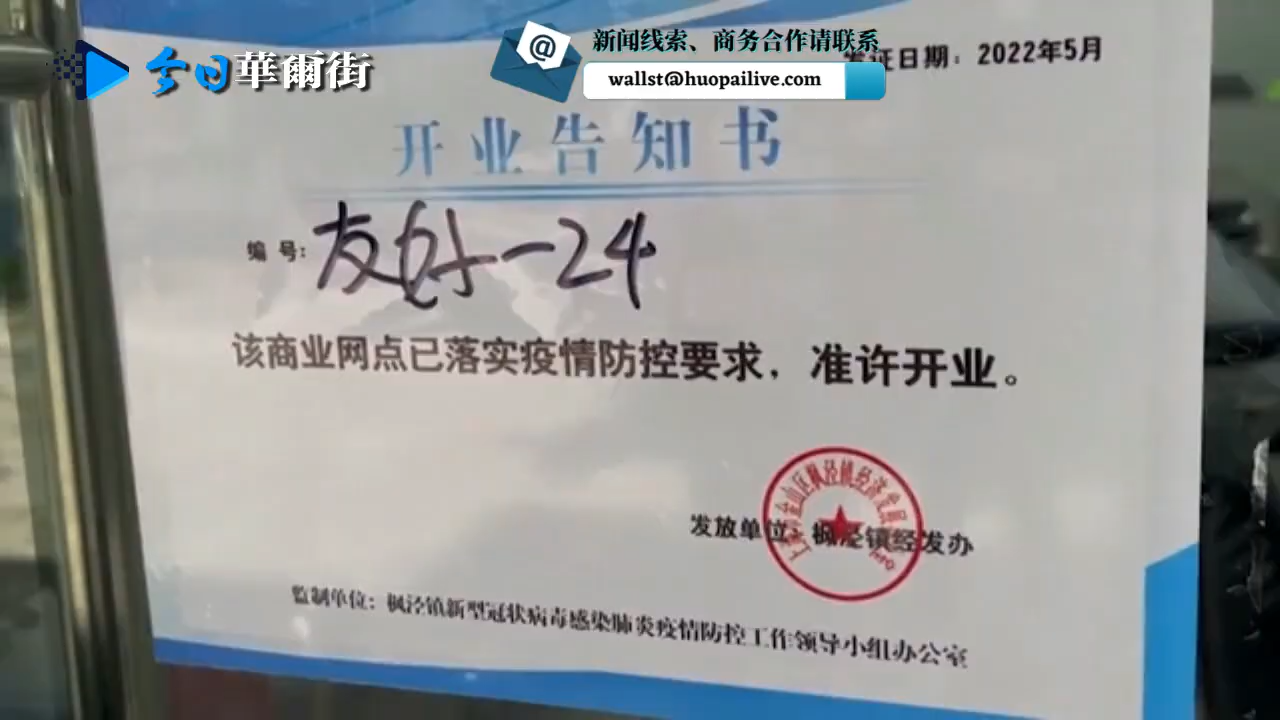 今日華爾街
新闻线索、商务合作请联系
wallst@huopailive.com
发证日期：2022年5月
开业告知书
编号：友好-24
该商业网点已落实疫情防控要求，准许开业。
发放单位：枫泾镇经发办
监制单位：枫泾镇新型冠状病毒感染肺炎疫情防控工作领导小组办公室